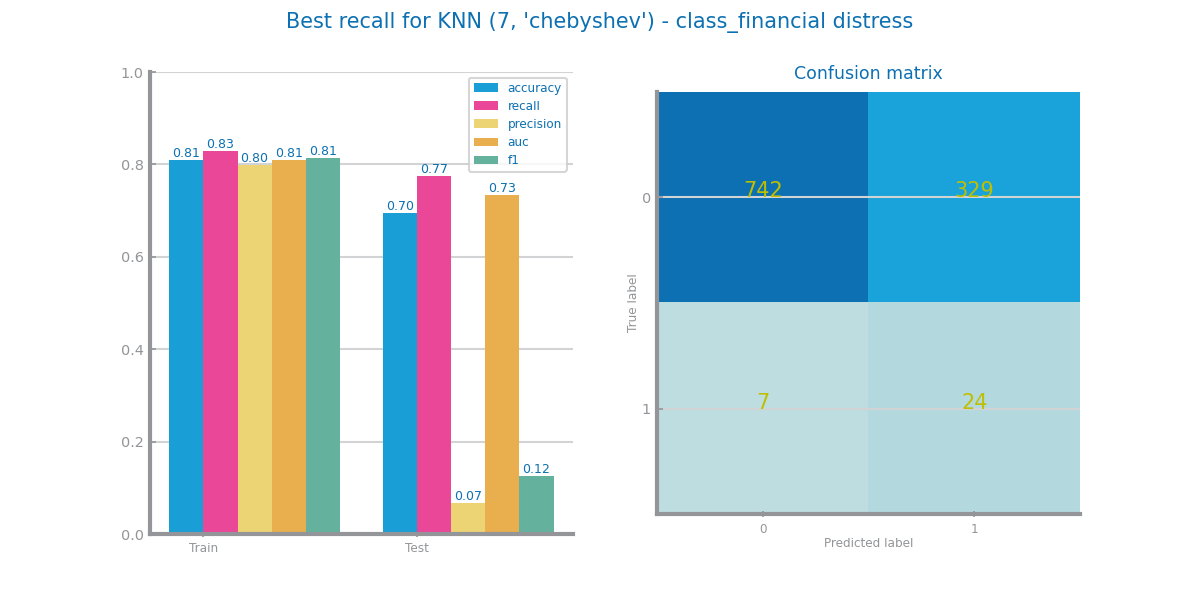 Best recall for KNN (7, 'chebyshev') - class_financial distress
1.0
0.8
0.6
0.4
0.2
0.0
0.81
0.83
0.80
0.81
0.81
0.70
0.77
0.07
0.73
0.12
Train
Test
accuracy
recall
precision
auc
f1
Confusion matrix
True label
0
1
742
329
7
24
0
1
Predicted label